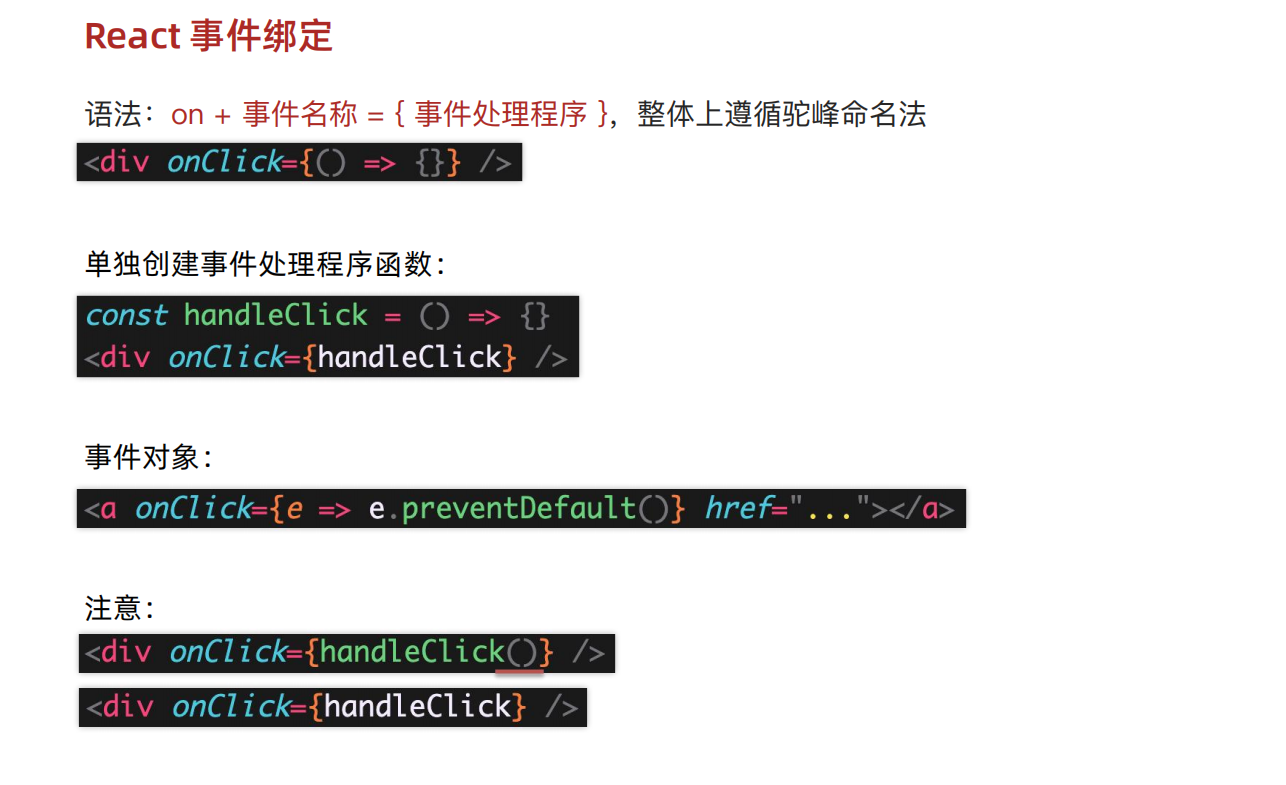 React 事件绑定
语法：on + 事件名称 = { 事件处理程序 }，整体上遵循驼峰命名法
<div onClick={() => {}} />
单独创建事件处理程序函数：
const handleClick = () => {}
<div onClick={handleClick} />
事件对象：
<a onClick={e => e.preventDefault()} href="..."></a>
注意：
<div onClick={handleClick()} />
<div onClick={handleClick} />